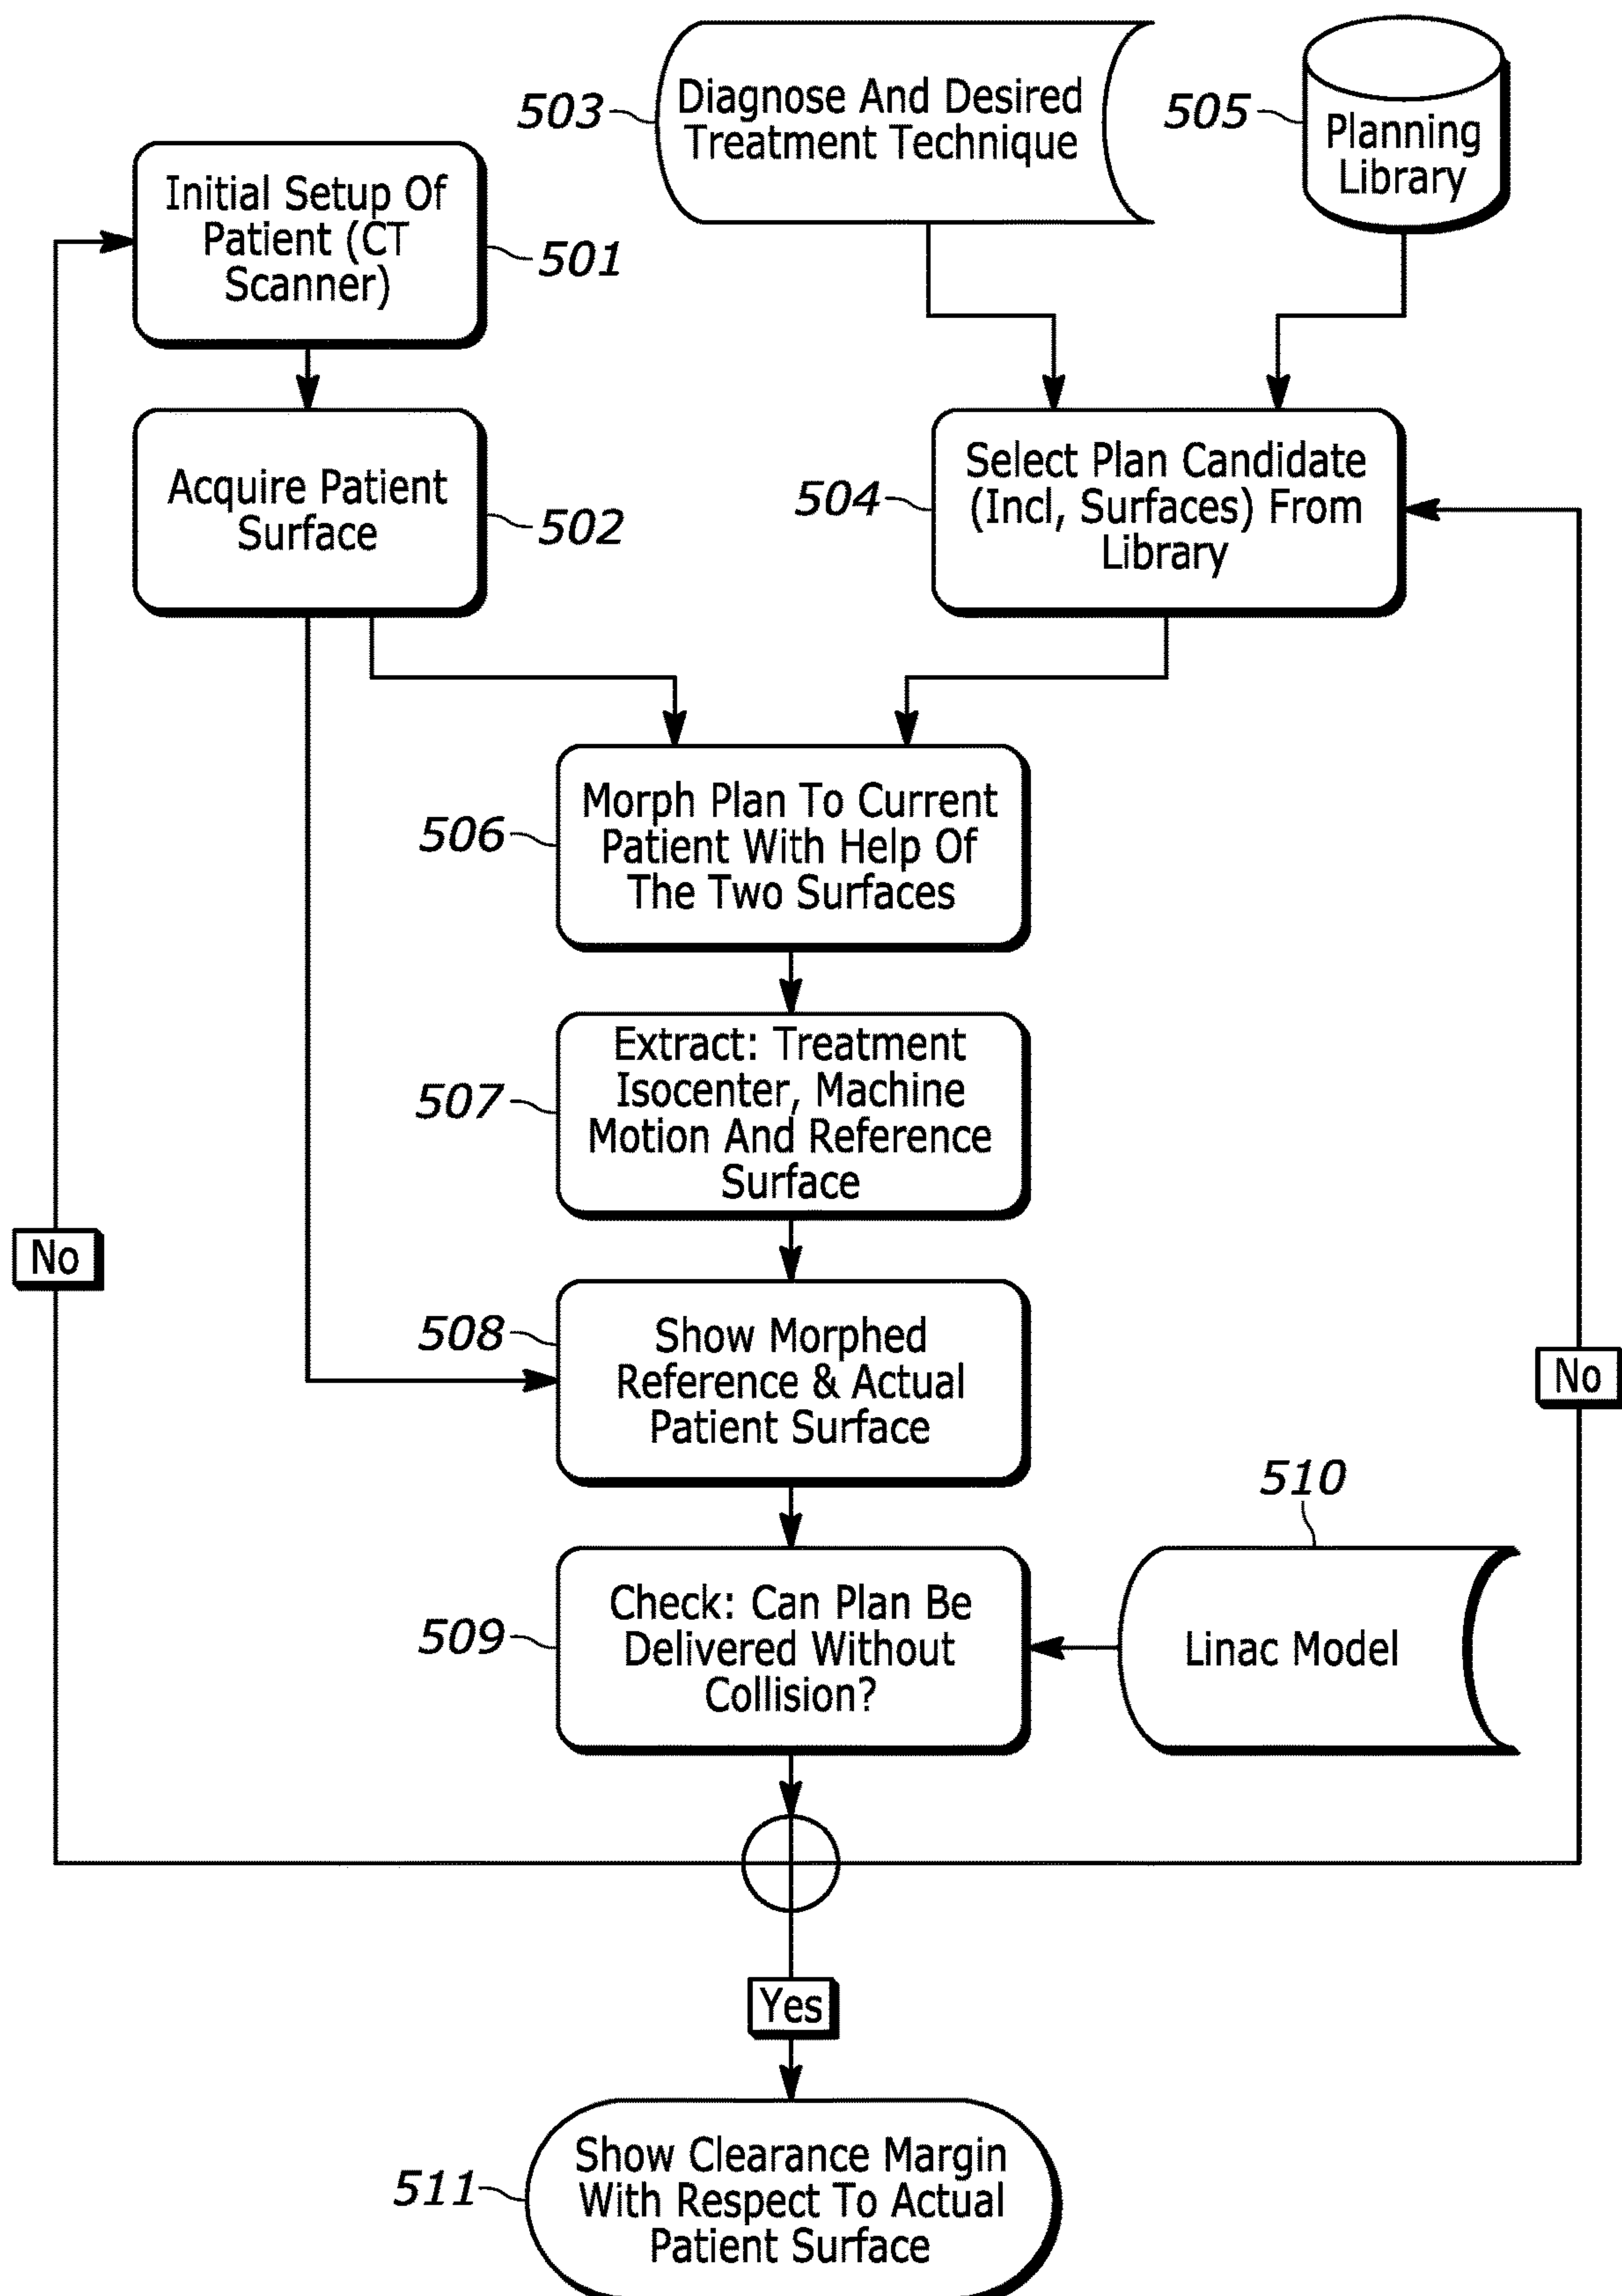 503
Diagnose And Desired
Treatment Technique
505
Planning
Library
Initial Setup Of
Patient (CT
Scanner)
501
Acquire Patient
Surface
502
504
Select Plan Candidate
(Incl, Surfaces) From
Library
506
Morph Plan To Current
Patient With Help Of
The Two Surfaces
507
Extract: Treatment
Isocenter, Machine
Motion And Reference
Surface
No
508
Show Morphed
Reference & Actual
Patient Surface
No
509
Check: Can Plan Be
Delivered Without
Collision?
510
Linac Model
Yes
511
Show Clearance Margin
With Respect To Actual
Patient Surface